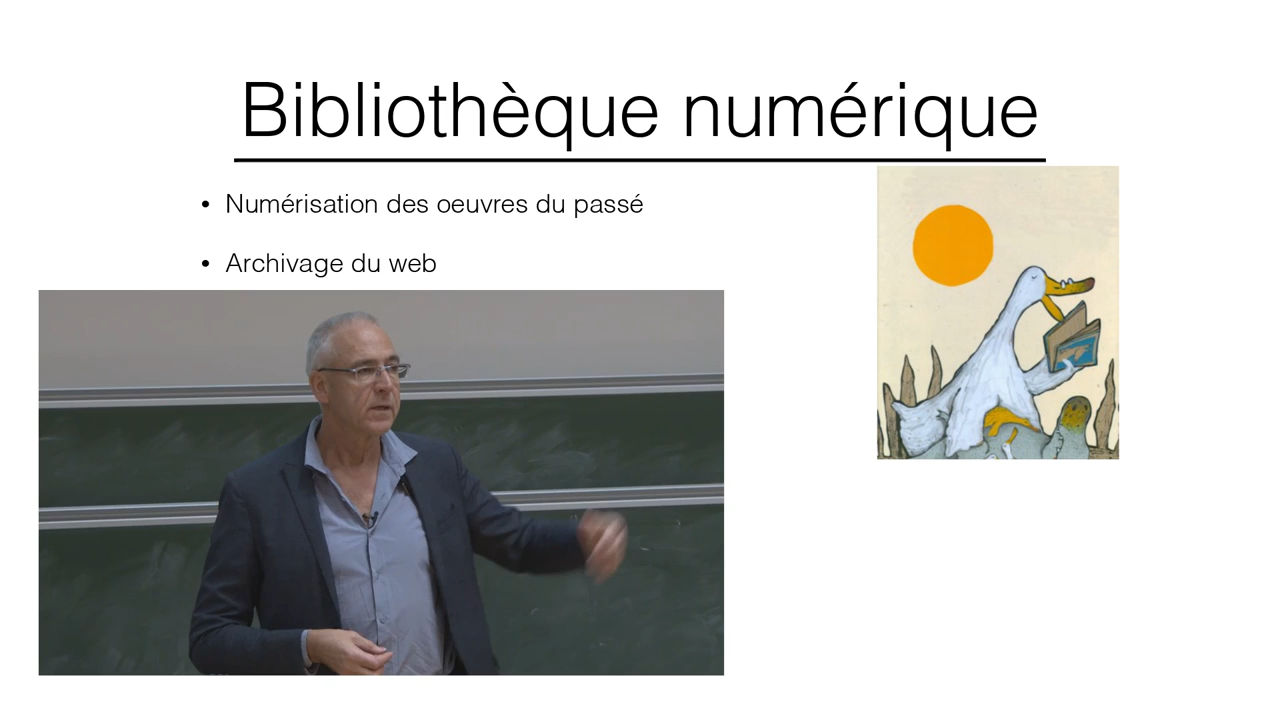 Bibliothèque numérique
• Numérisation des oeuvres du passé
• Archivage du web